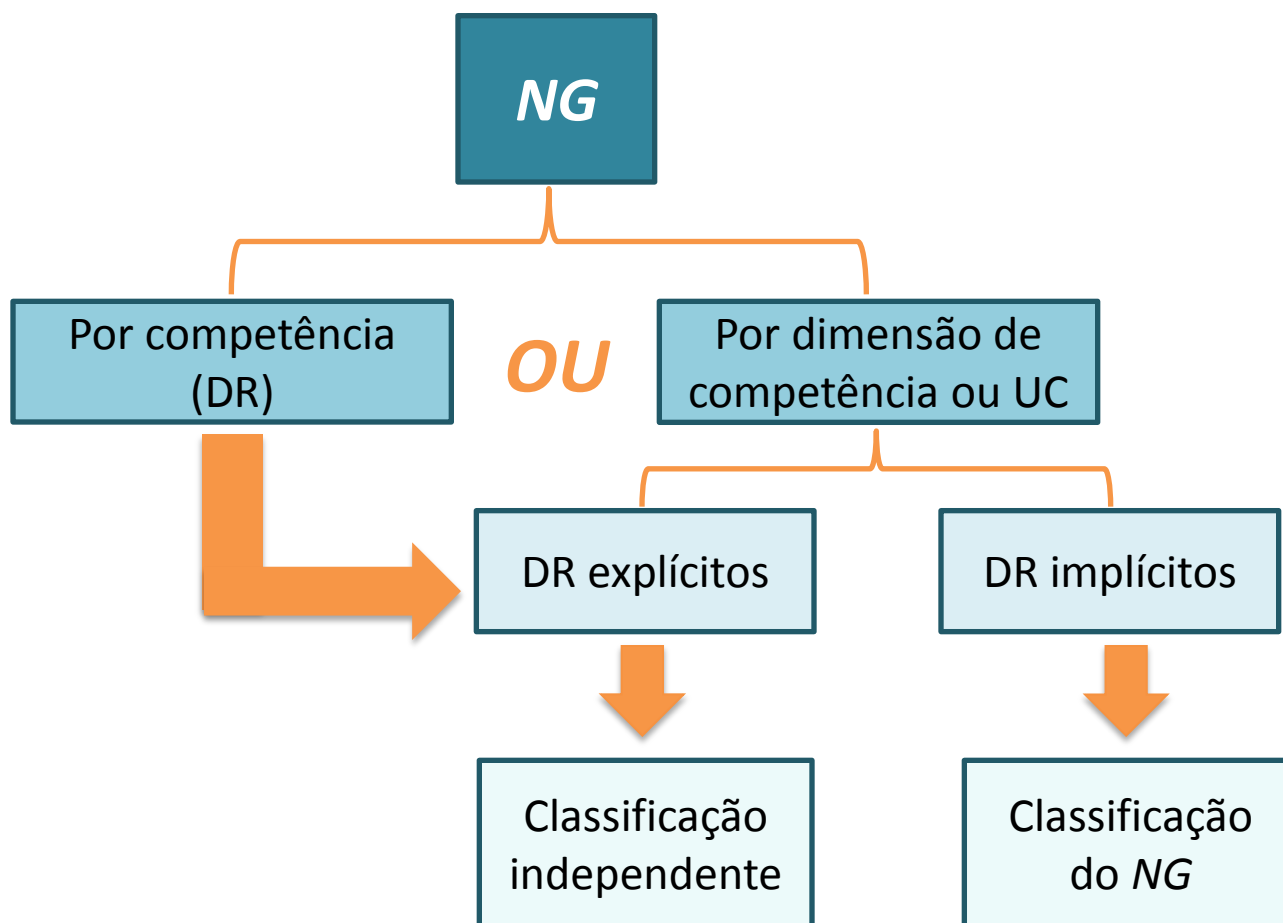 NG
Por competência
(DR)
OU
Por dimensão de
competência ou UC
DR explícitos
DR implícitos
Classificação
independente
Classificação
do NG